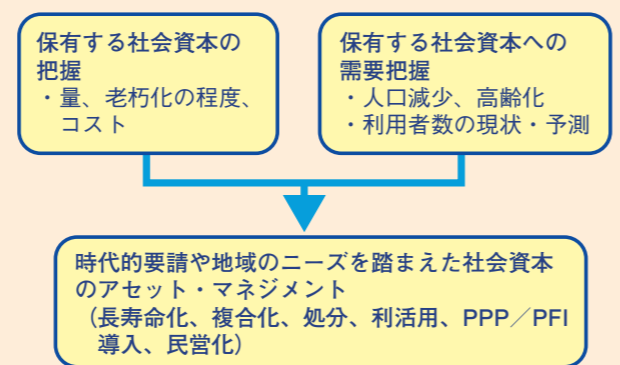 保有する社会資本の
把握
・量、老朽化の程度、
コスト
保有する社会資本への
需要把握
・人口減少、高齢化
・利用者数の現状・予測
時代的要請や地域のニーズを踏まえた社会資本
のアセット・マネジメント
（長寿命化、複合化、処分、利活用、PPP／PFI
導入、民営化）